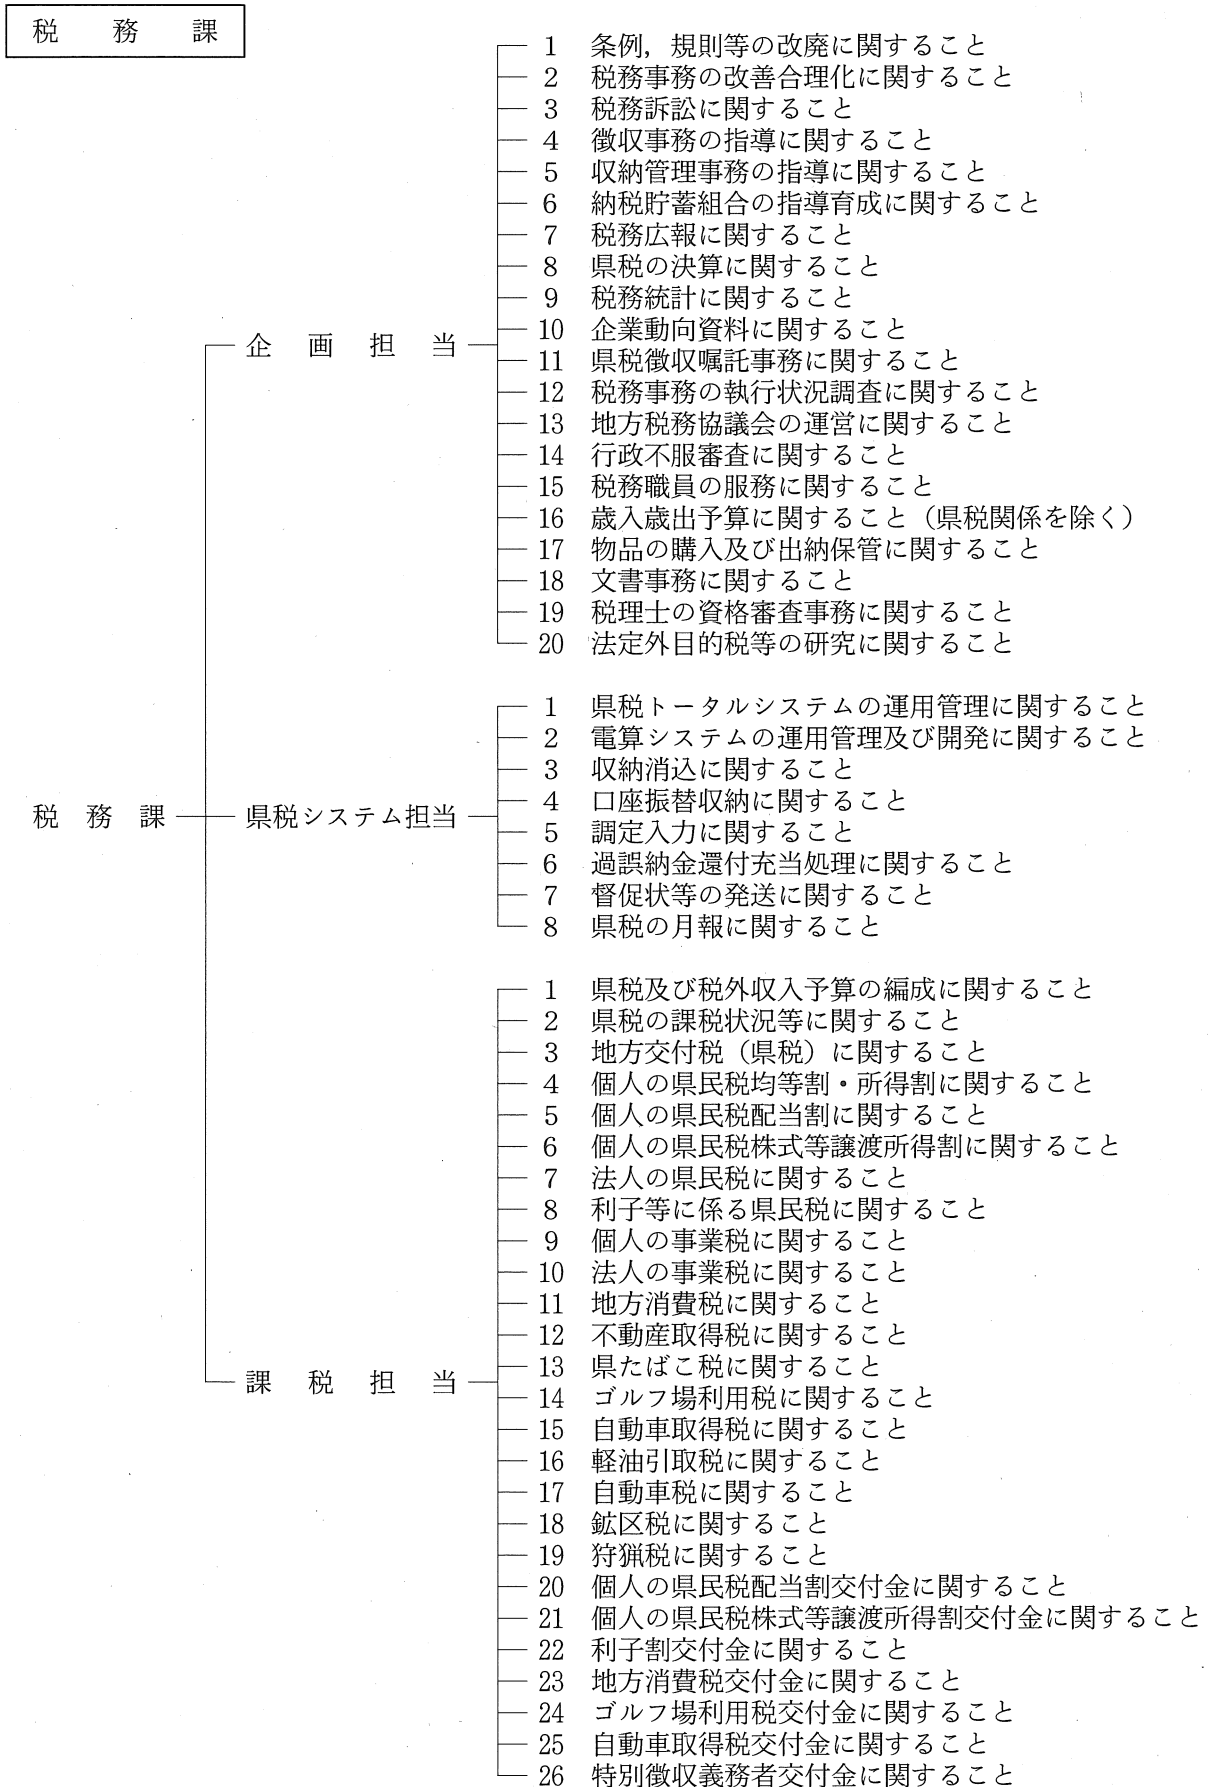 税務課
企画担当
1 条例，規則等の改廃に関すること
2 税務事務の改善合理化に関すること
3 税務訴訟に関すること
4 徴収事務の指導に関すること
5 収納管理事務の指導に関すること
6 納税貯蓄組合の指導育成に関すること
7 税務広報に関すること
8 県税の決算に関すること
9 税務統計に関すること
10 企業動向資料に関すること
11 県税徴収嘱託事務に関すること
12 税務事務の執行状況調査に関すること
13 地方税務協議会の運営に関すること
14 行政不服審査に関すること
15 税務職員の服務に関すること
16 歳入歳出予算に関すること（県税関係を除く）
17 物品の購入及び出納保管に関すること
18 文書事務に関すること
19 税理士の資格審査事務に関すること
20 法定外目的税等の研究に関すること
税務課
県税システム担当
1 県税トータルシステムの運用管理に関すること
2 電算システムの運用管理及び開発に関すること
3 収納消込に関すること
4 口座振替収納に関すること
5 調定入力に関すること
6 過誤納金還付充当処理に関すること
7 督促状等の発送に関すること
8 県税の月報に関すること
課税担当
1 県税及び税外収入予算の編成に関すること
2 県税の課税状況等に関すること
3 地方交付税（県税）に関すること
4 個人の県民税均等割・所得割に関すること
5 個人の県民税配当割に関すること
6 個人の県民税株式等譲渡所得割に関すること
7 法人の県民税に関すること
8 利子等に係る県民税に関すること
9 個人の事業税に関すること
10 法人の事業税に関すること
11 地方消費税に関すること
12 不動産取得税に関すること
13 県たばこ税に関すること
14 ゴルフ場利用税に関すること
15 自動車取得税に関すること
16 軽油引取税に関すること
17 自動車税に関すること
18 鉱区税に関すること
19 狩猟税に関すること
20 個人の県民税配当割交付金に関すること
21 個人の県民税株式等譲渡所得割交付金に関すること
22 利子割交付金に関すること
23 地方消費税交付金に関すること
24 ゴルフ場利用税交付金に関すること
25 自動車取得税交付金に関すること
26 特別徴収義務者交付金に関すること